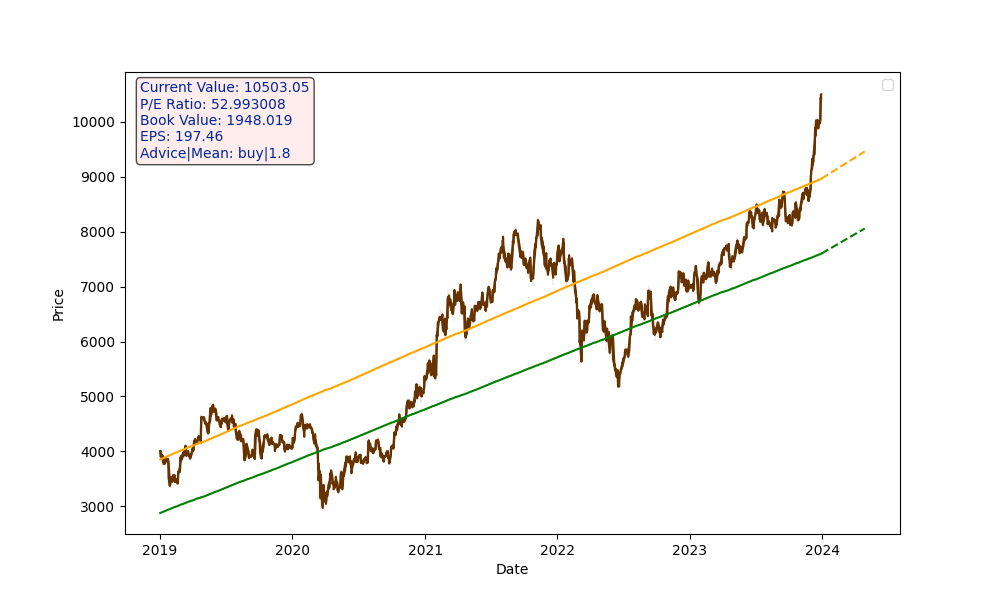 Current Value: 10503.05
P/E Ratio: 52.993008
Book Value: 1948.019
EPS: 197.46
Advice|Mean: buy|1.8
10000
9000
8000
7000
6000
5000
4000
3000
Price
2019 2020 2021 2022 2023 2024
Date